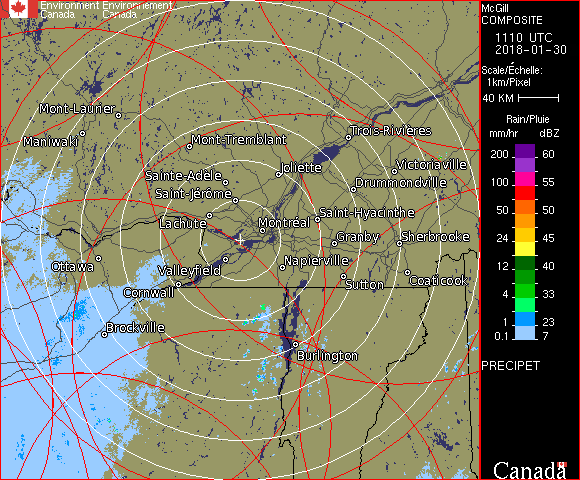 Environment Environnement
Canada Canada
McGill
COMPOSITE
1110 UTC
2018-01-30
Scale/Échelle:
1km/Pixel
40 KM
Rain/Pluie
mm/hr dBZ
200 60
100 55
50 50
24 45
12 40
4 33
1 23
0.1 7
PRECIPET
Mont-Laurier
Maniwaki
Mont-Tremblant
Trois-Rivières
Sainte-Adèle
Joliette
Victoriaville
Saint-Jérôme
Drummondville
Lachute
Montréal
Saint-Hyacinthe
Granby
Sherbrooke
Ottawa
Valleyfield
Napierville
Cornwall
Sutton
Coaticook
Brockville
Burlington
Canada